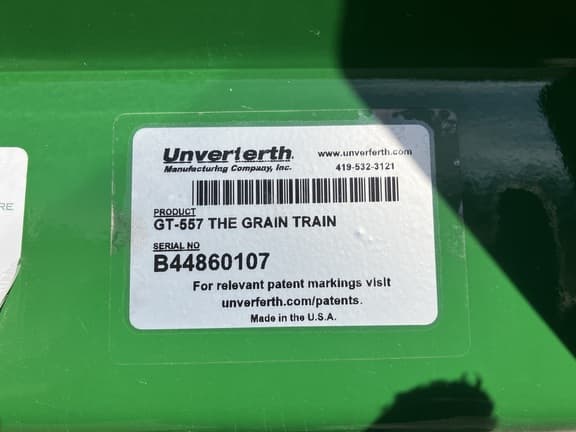 Unverferth
Manufacturing Company, Inc.
www.unverferth.com
419-532-3121
PRODUCT
GT-557 THE GRAIN TRAIN
SERIAL NO
B44860107
For relevant patent markings visit
unverferth.com/patents.
Made in the U.S.A.
RE